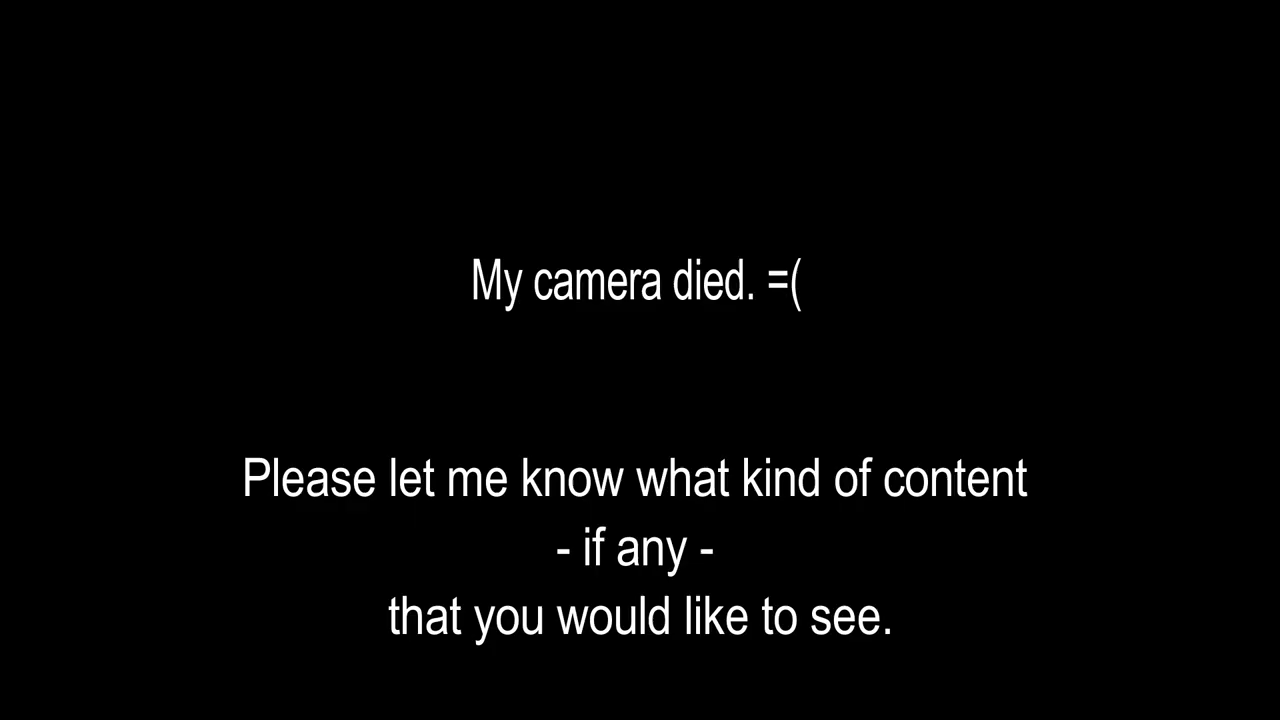 My camera died. =(
Please let me know what kind of content
- if any -
that you would like to see.